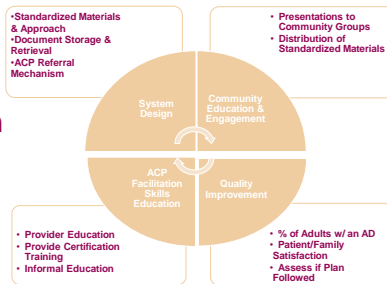 •Standardized Materials
& Approach
•Document Storage &
Retrieval
•ACP Referral
Mechanism
• Presentations to
Community Groups
• Distribution of
Standardized Materials
System
Design
Community
Education &
Engagement
ACP
Facilitation
Skills
Education
Quality
Improvement
• Provider Education
• Provide Certification
Training
• Informal Education
• % of Adults w/ an AD
• Patient/Family
Satisfaction
• Assess if Plan
Followed